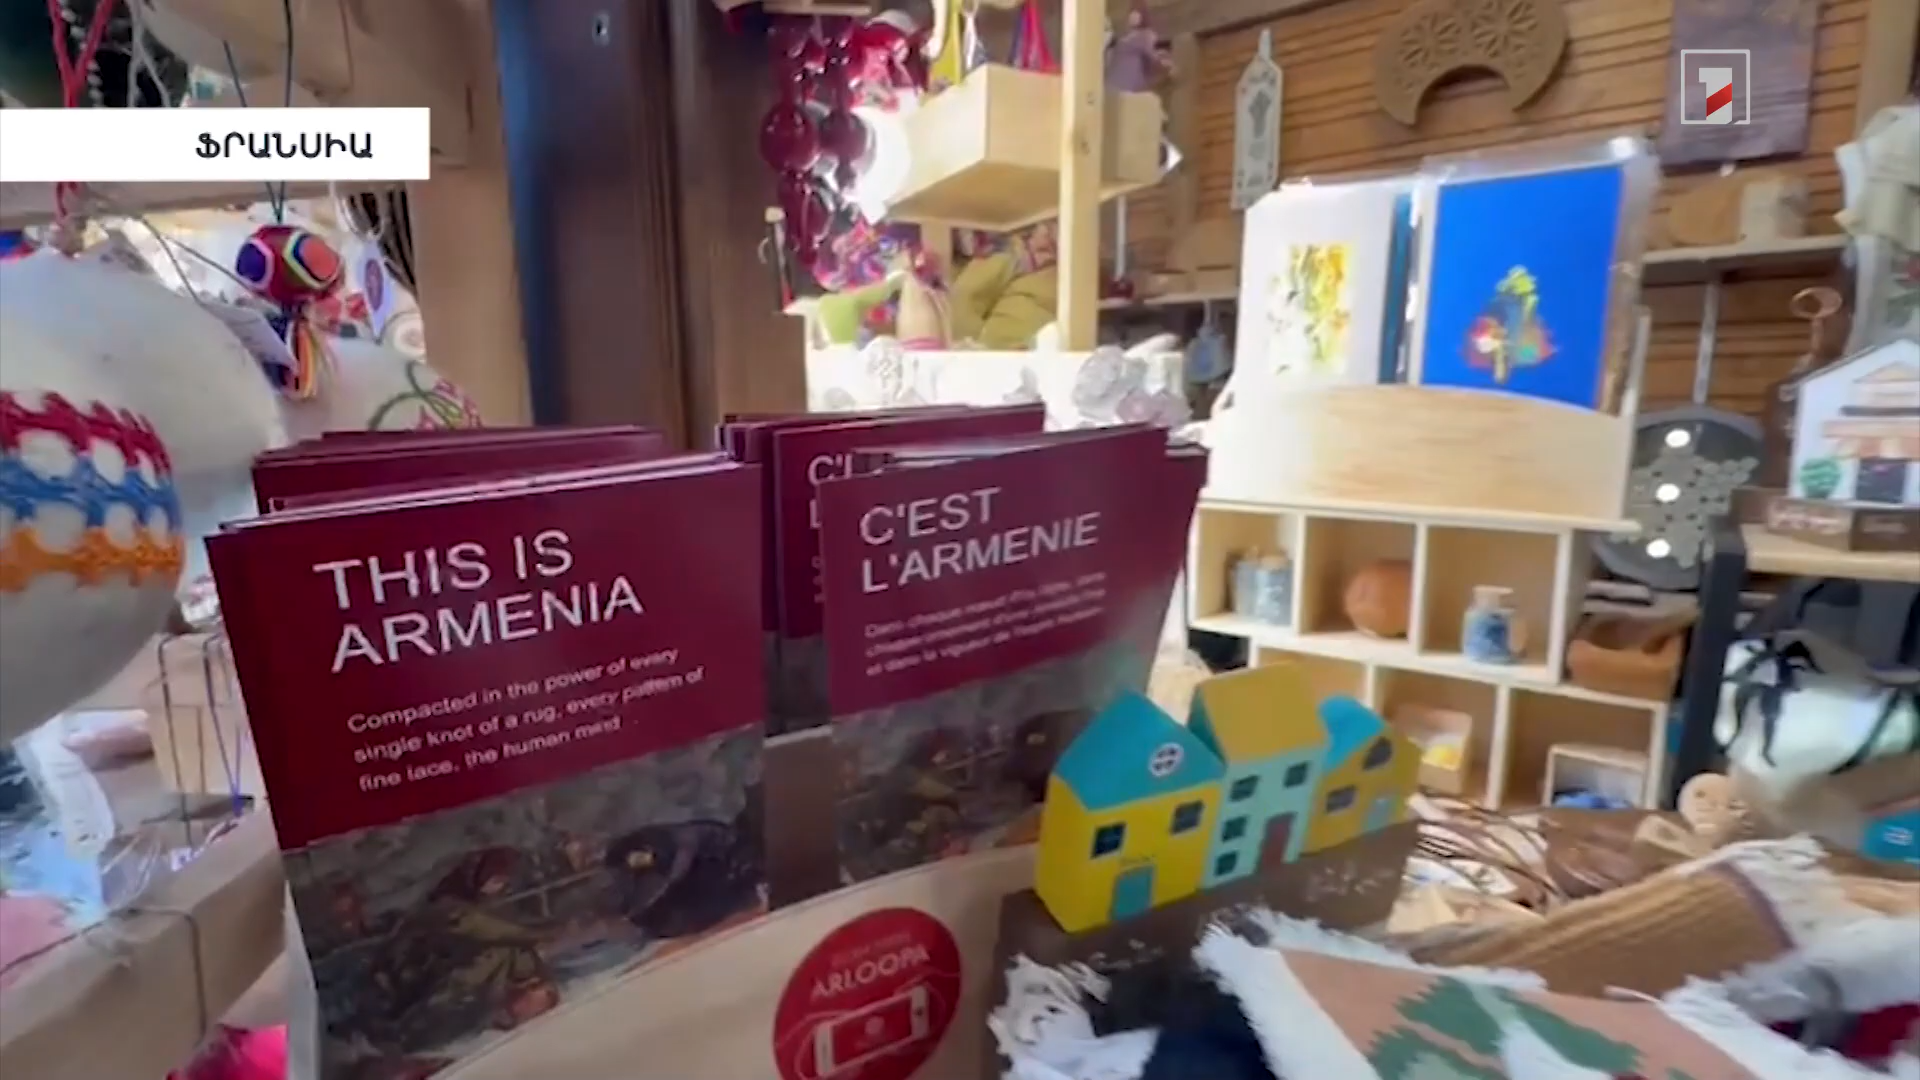 ՖՐԱՆՍԻԱ
THIS IS
ARMENIA
Compacted in the power of every
single knot of a rug, every pattern of
fine lace, the human mind
C'EST
L'ARMENIE
ARLOOPA